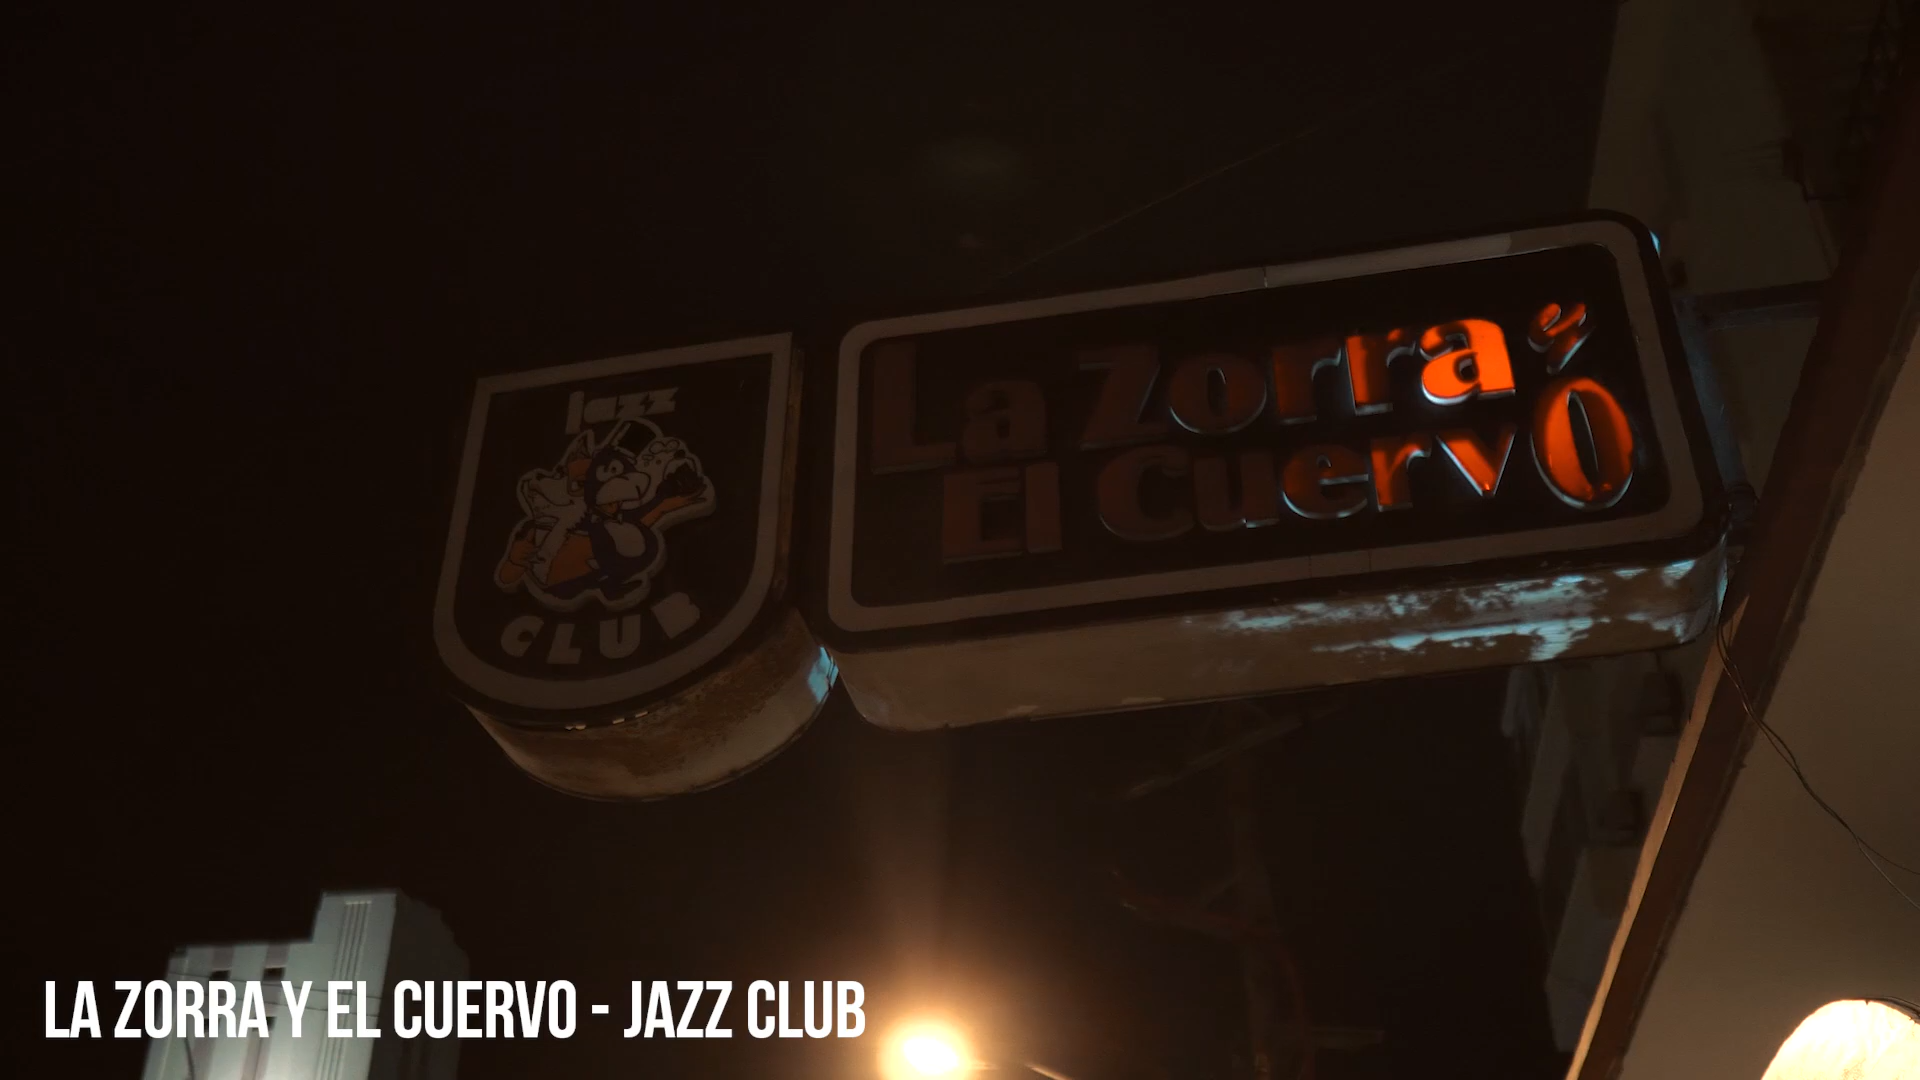 jazz
CLUB
La Zorra y
El Cuervo
LA ZORRA Y EL CUERVO - JAZZ CLUB